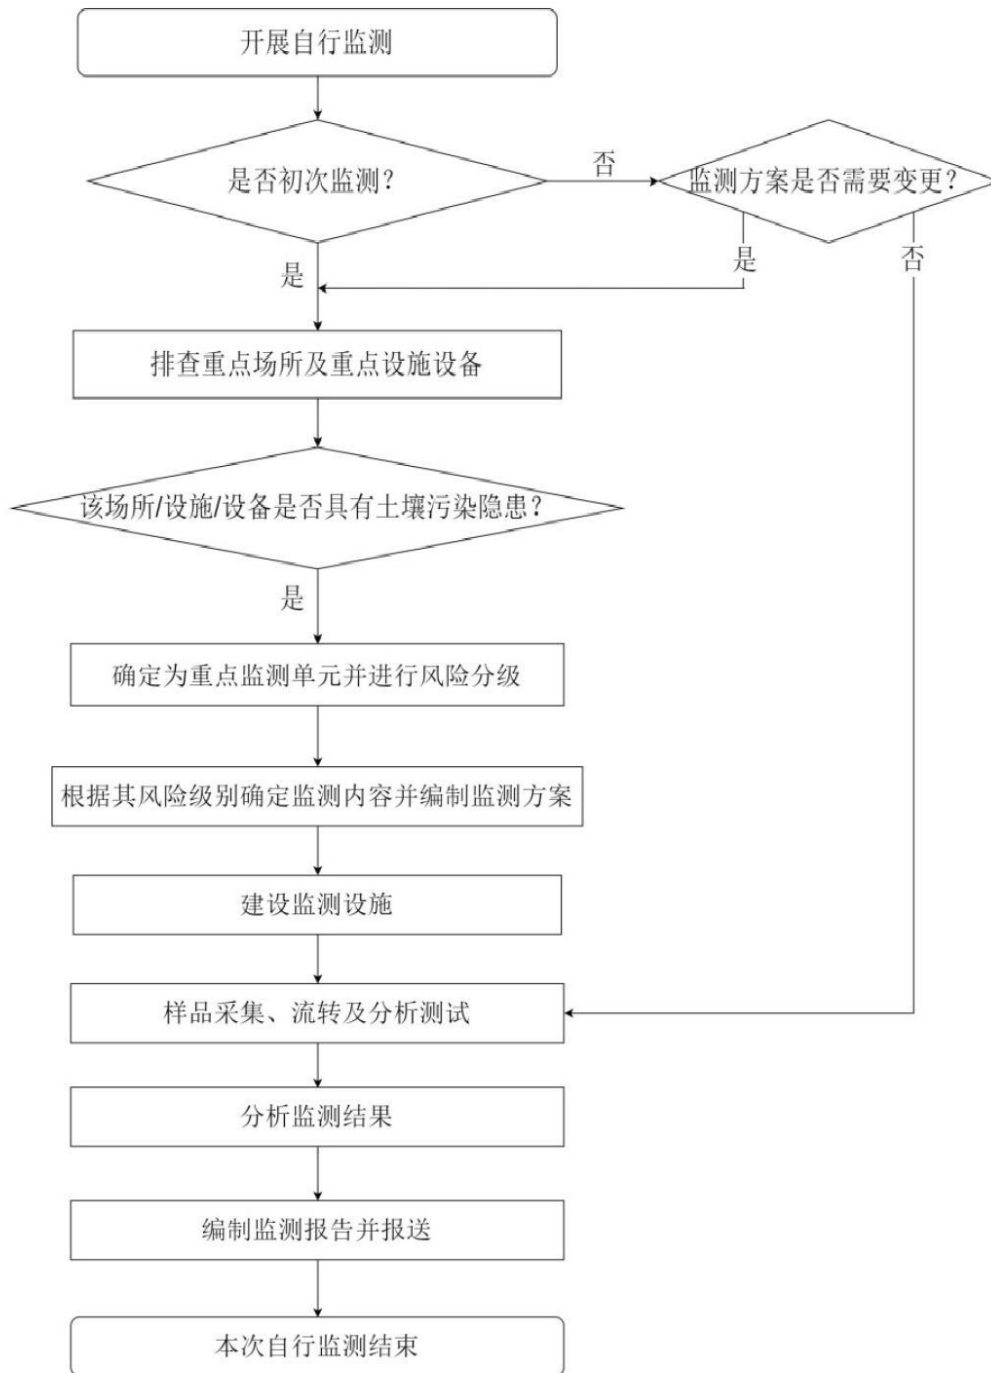 开展自行监测
是否初次监测？
否
监测方案是否需要变更？
是
是
否
排查重点场所及重点设施设备
该场所/设施/设备是否具有土壤污染隐患？
是
确定为重点监测单元并进行风险分级
根据其风险级别确定监测内容并编制监测方案
建设监测设施
样品采集、流转及分析测试
分析监测结果
编制监测报告并报送
本次自行监测结束